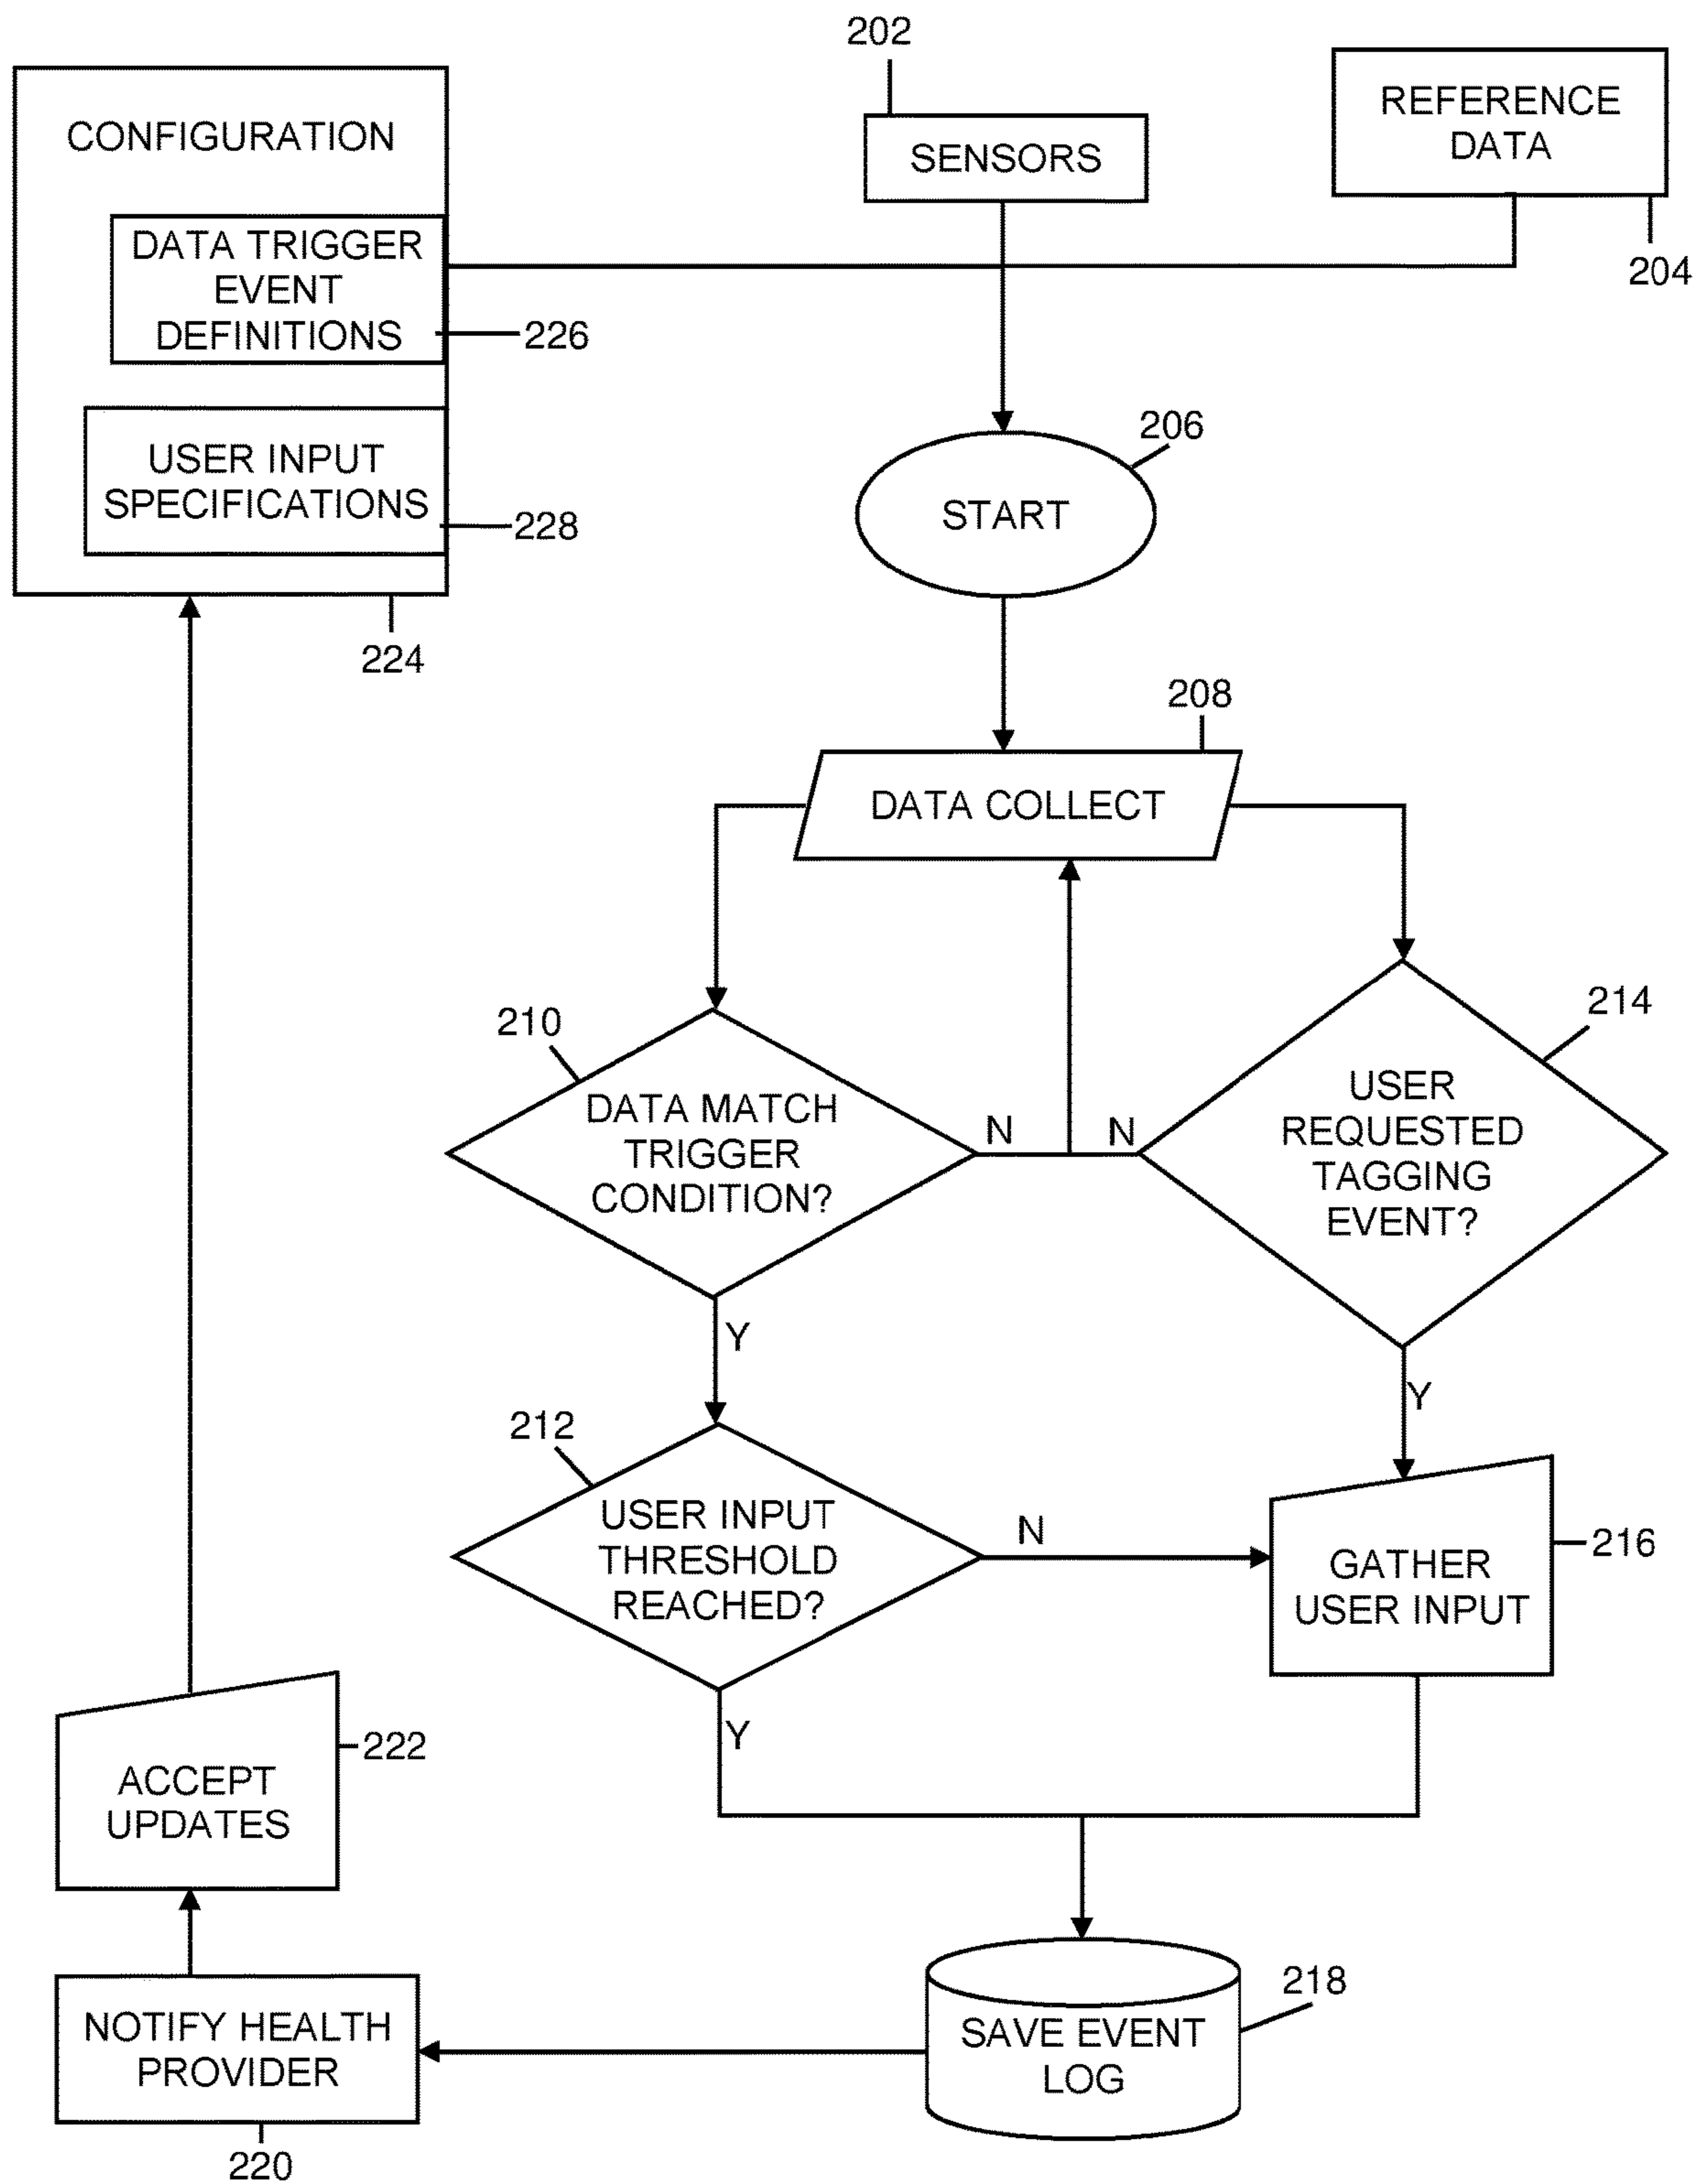 202
CONFIGURATION
SENSORS
REFERENCE
DATA
204
DATA TRIGGER
EVENT
DEFINITIONS
226
USER INPUT
SPECIFICATIONS
228
224
206
START
208
DATA COLLECT
210
DATA MATCH
TRIGGER
CONDITION?
N
N
214
USER
REQUESTED
TAGGING
EVENT?
Y
Y
212
USER INPUT
THRESHOLD
REACHED?
N
216
GATHER
USER INPUT
Y
222
ACCEPT
UPDATES
218
SAVE EVENT
LOG
NOTIFY HEALTH
PROVIDER
220